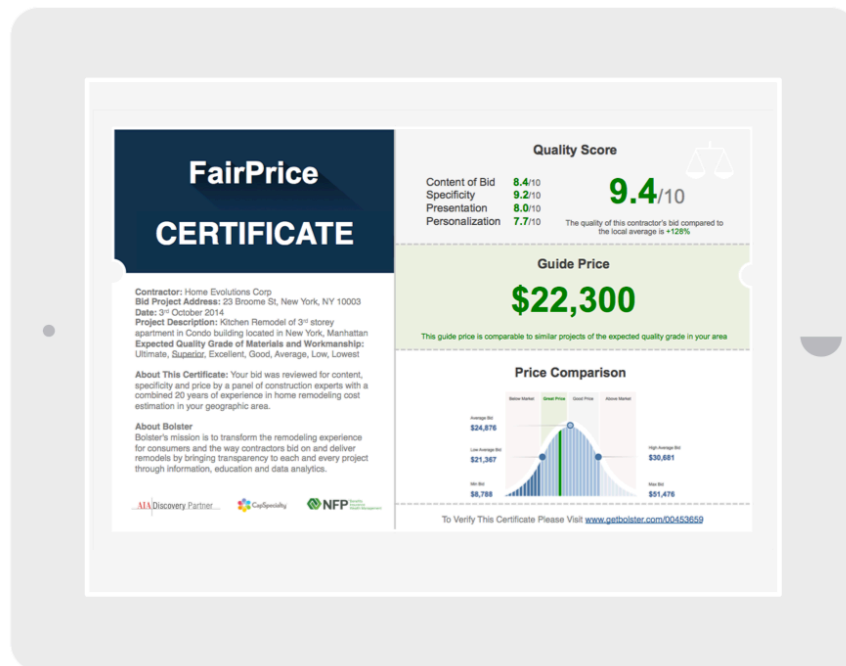 FairPrice
CERTIFICATE
Contractor: Home Evolutions Corp
Bid Project Address: 23 Broome St, New York, NY 10003
Date: 3rd October 2014
Project Description: Kitchen Remodel of 3rd storey
apartment in Condo building located in New York, Manhattan
Expected Quality Grade of Materials and Workmanship:
Ultimate, Superior, Excellent, Good, Average, Low, Lowest
About This Certificate: Your bid was reviewed for content,
specificity and price by a panel of construction experts with a
combined 20 years of experience in home remodeling cost
estimation in your geographic area.
About Bolster
Bolster's mission is to transform the remodeling experience
for consumers and the way contractors bid on and deliver
remodels by bringing transparency to each and every project
through information, education and data analytics.
AIA Discovery Partner
CapSpecialty
NFP
Quality Score
Content of Bid 8.4/10
Specificity 9.2/10
Presentation 8.0/10
Personalization 7.7/10
9.4/10
The quality of this contractor's bid compared to
the local average is +128%
Guide Price
$22,300
This guide price is comparable to similar projects of the expected quality grade in your area
Price Comparison
Below Market Great Price Good Price Above Market
Average Bid
$24,876
Low Average Bid
$21,367
High Average Bid
$30,681
Min Bid
$8,788
Max Bid
$51,476
To Verify This Certificate Please Visit www.getbolster.com/00453659